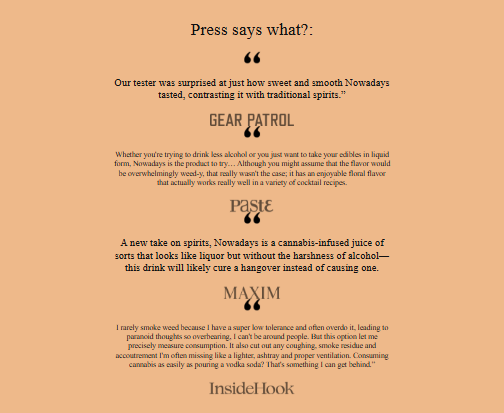 Press says what?:
“
Our tester was surprised at just how sweet and smooth Nowadays
tasted, contrasting it with traditional spirits.”
GEAR PATROL
“
Whether you're trying to drink less alcohol or you just want to take your edibles in liquid
form, Nowadays is the product to try… Although you might assume that the flavor would
be overwhelmingly weed-y, that really wasn't the case; it has an enjoyable floral flavor
that actually works really well in a variety of cocktail recipes.
Paste
“
A new take on spirits, Nowadays is a cannabis-infused juice of
sorts that looks like liquor but without the harshness of alcohol—
this drink will likely cure a hangover instead of causing one.
MAXIM
“
I rarely smoke weed because I have a super low tolerance and often overdo it, leading to
paranoid thoughts so overbearing, I can't be around people. But this option let me
precisely measure consumption. It also cut out any coughing, smoke residue and
accoutrement I'm often missing like a lighter, ashtray and proper ventilation. Consuming
cannabis as easily as pouring a vodka soda? That's something I can get behind.”
InsideHook